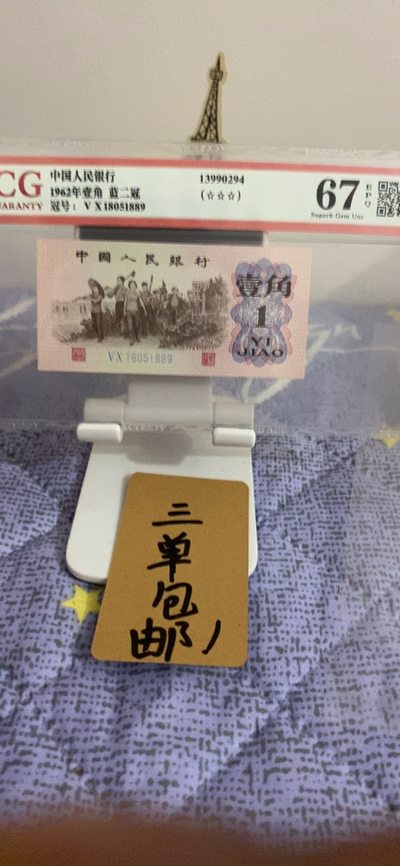 CG
中国人民银行
13990294
ARANTY
1962年壹角 蓝二冠
(☆☆☆)
冠号: V X18051889
67
EPQ
Superb Gem Unc
中國人民銀行
壹角
1
YI
JIAO
VX18051889
三
单
包
邮